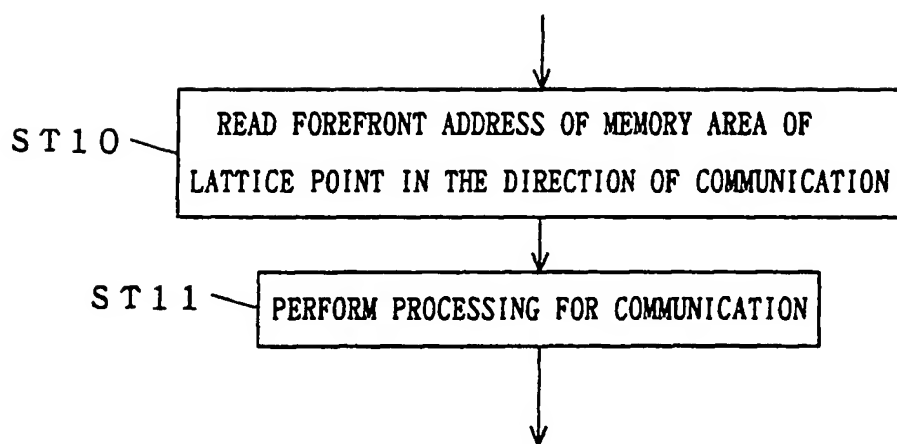 READ FOREFRONT ADDRESS OF MEMORY AREA OF
ST10
LATTICE POINT IN THE DIRECTION OF COMMUNICATION
ST11
PERFORM PROCESSING FOR COMMUNICATION